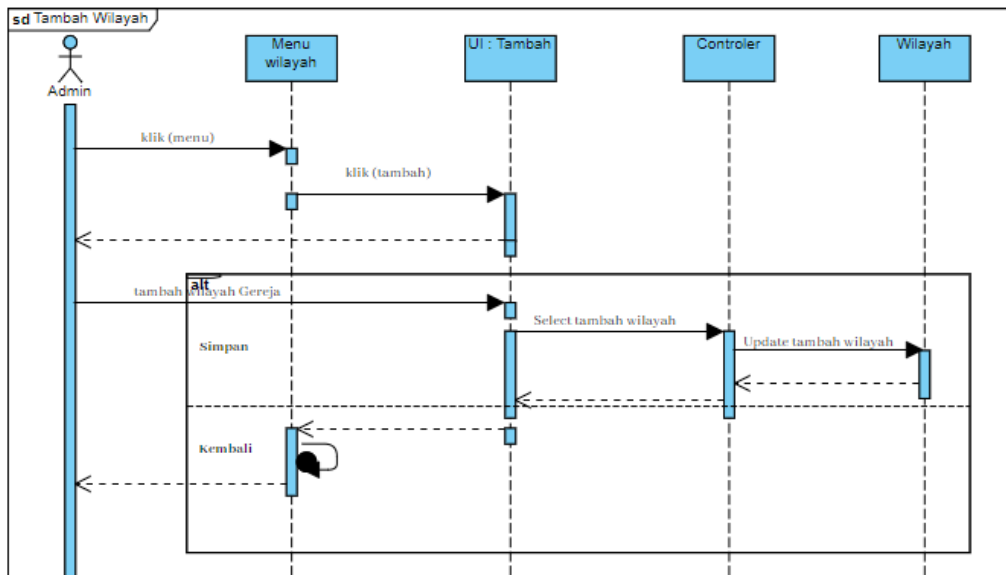 sd Tambah Wilayah
Menu
wilayah
UI : Tambah
Controler
Wilayah
Admin
klik (menu)
klik (tambah)
alt
tambah wilayah Gereja
Select tambah wilayah
Update tambah wilayah
Simpan
Kembali